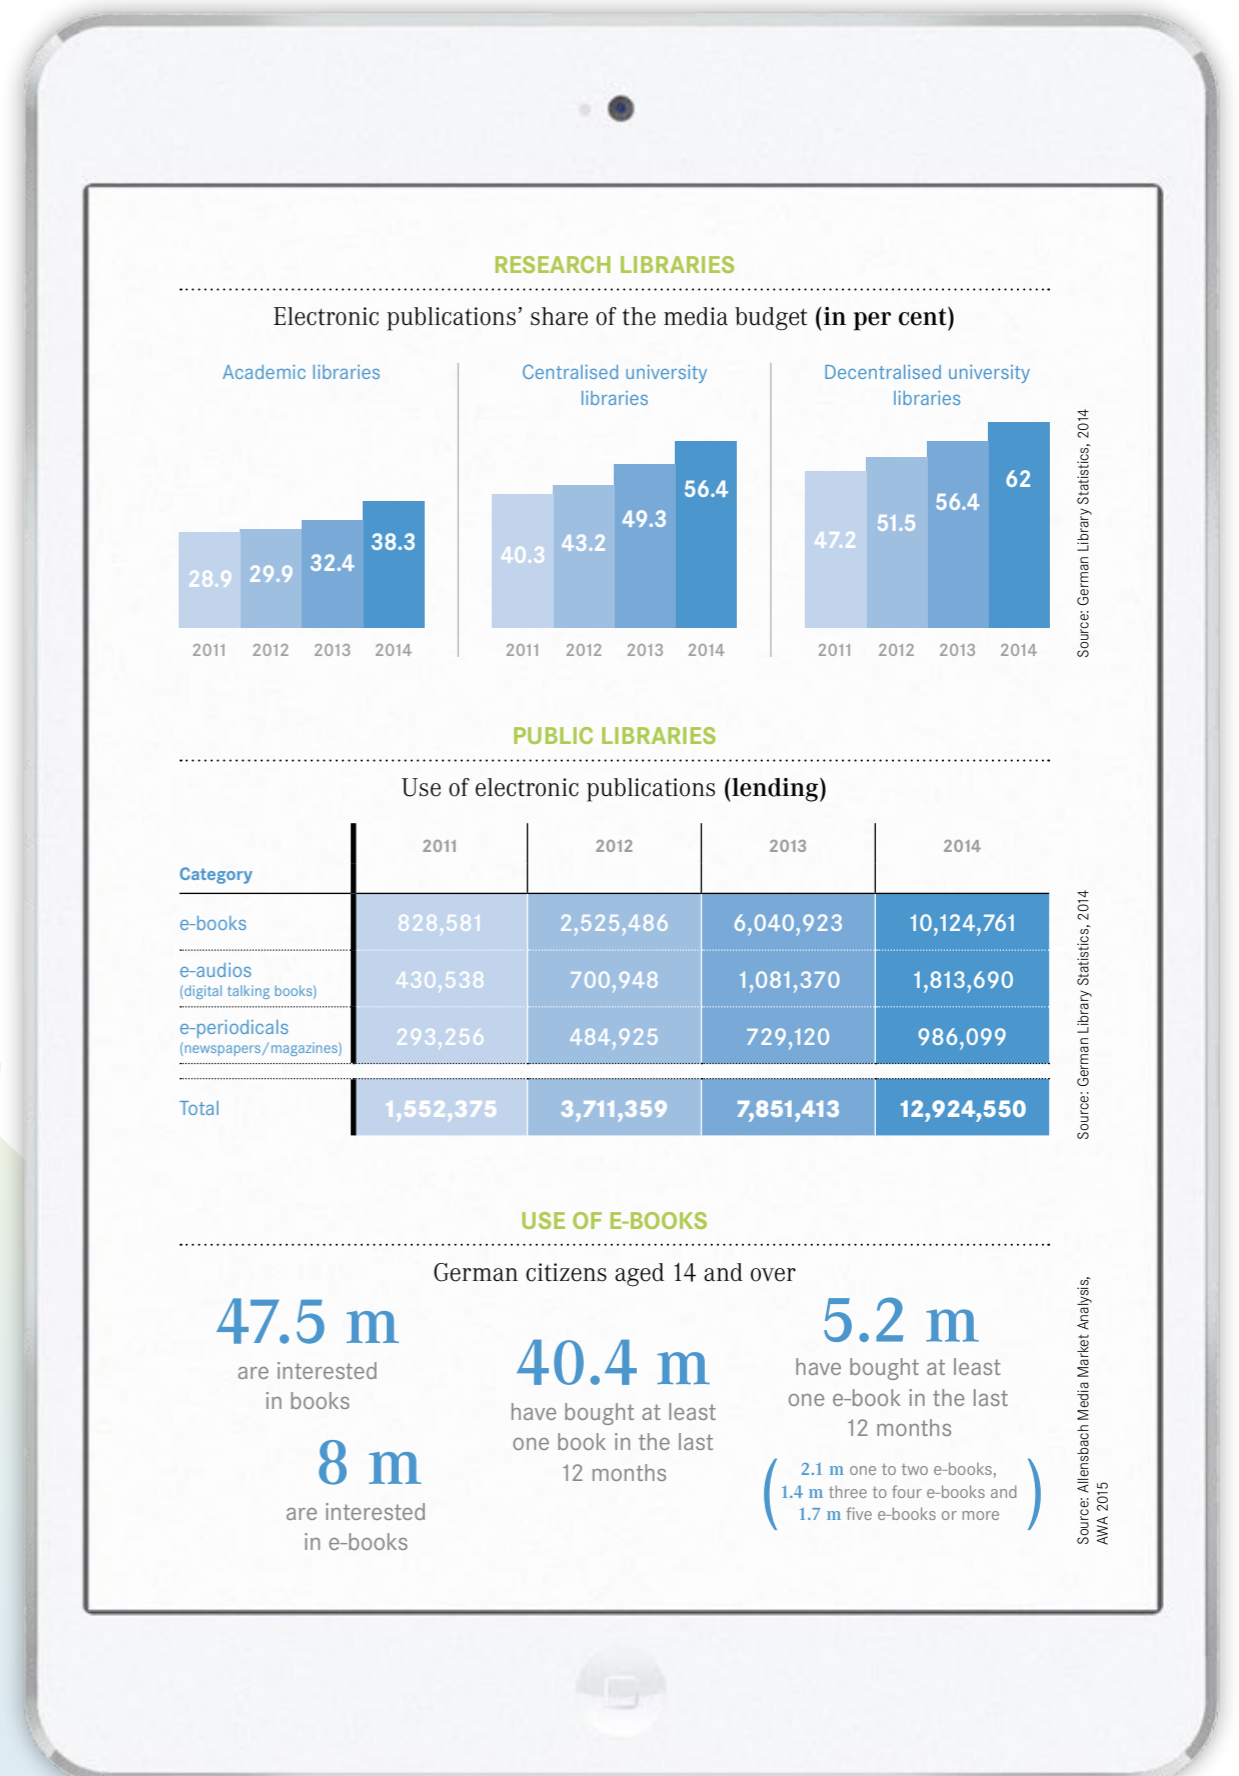 RESEARCH LIBRARIES
Electronic publications’ share of the media budget (in per cent)
Academic libraries
28.9 29.9 32.4 38.3
2011 2012 2013 2014
Centralised university
libraries
40.3 43.2 49.3 56.4
2011 2012 2013 2014
Decentralised university
libraries
47.2 51.5 56.4 62
2011 2012 2013 2014
Source: German Library Statistics, 2014
PUBLIC LIBRARIES
Use of electronic publications (lending)
2011 2012 2013 2014
Category
e-books 828,581 2,525,486 6,040,923 10,124,761
e-audios
(digital talking books) 430,538 700,948 1,081,370 1,813,690
e-periodicals
(newspapers/magazines) 293,256 484,925 729,120 986,099
Total 1,552,375 3,711,359 7,851,413 12,924,550
Source: German Library Statistics, 2014
USE OF E-BOOKS
German citizens aged 14 and over
47.5 m
are interested
in books
8 m
are interested
in e-books
40.4 m
have bought at least
one book in the last
12 months
5.2 m
have bought at least
one e-book in the last
12 months
(2.1 m one to two e-books,
1.4 m three to four e-books and
1.7 m five e-books or more)
Source: Allensbach Media Market Analysis,
AWA 2015